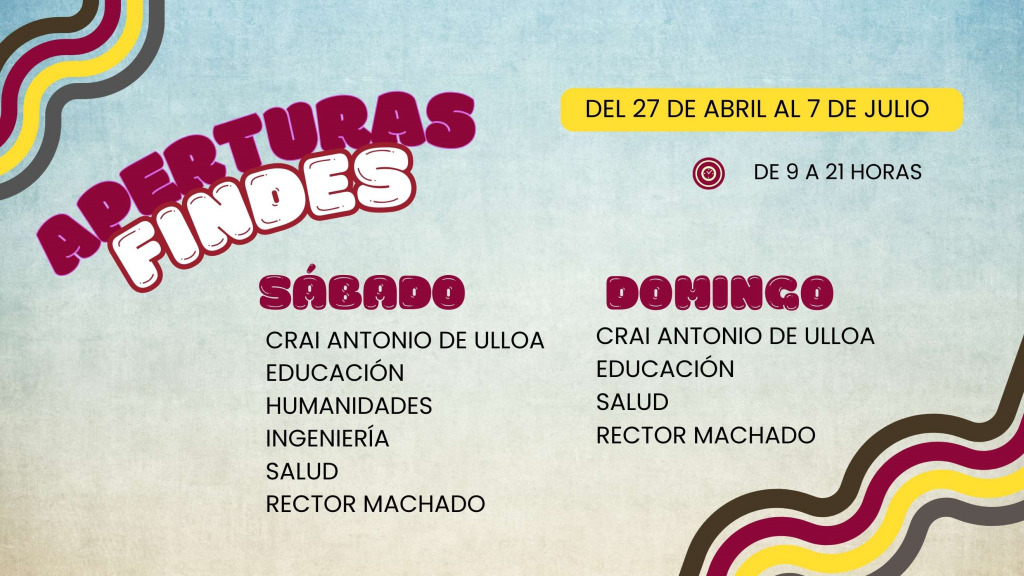 APERTURAS
FINDES
DEL 27 DE ABRIL AL 7 DE JULIO
DE 9 A 21 HORAS
SÁBADO
CRAI ANTONIO DE ULLOA
EDUCACIÓN
HUMANIDADES
INGENIERÍA
SALUD
RECTOR MACHADO
DOMINGO
CRAI ANTONIO DE ULLOA
EDUCACIÓN
SALUD
RECTOR MACHADO